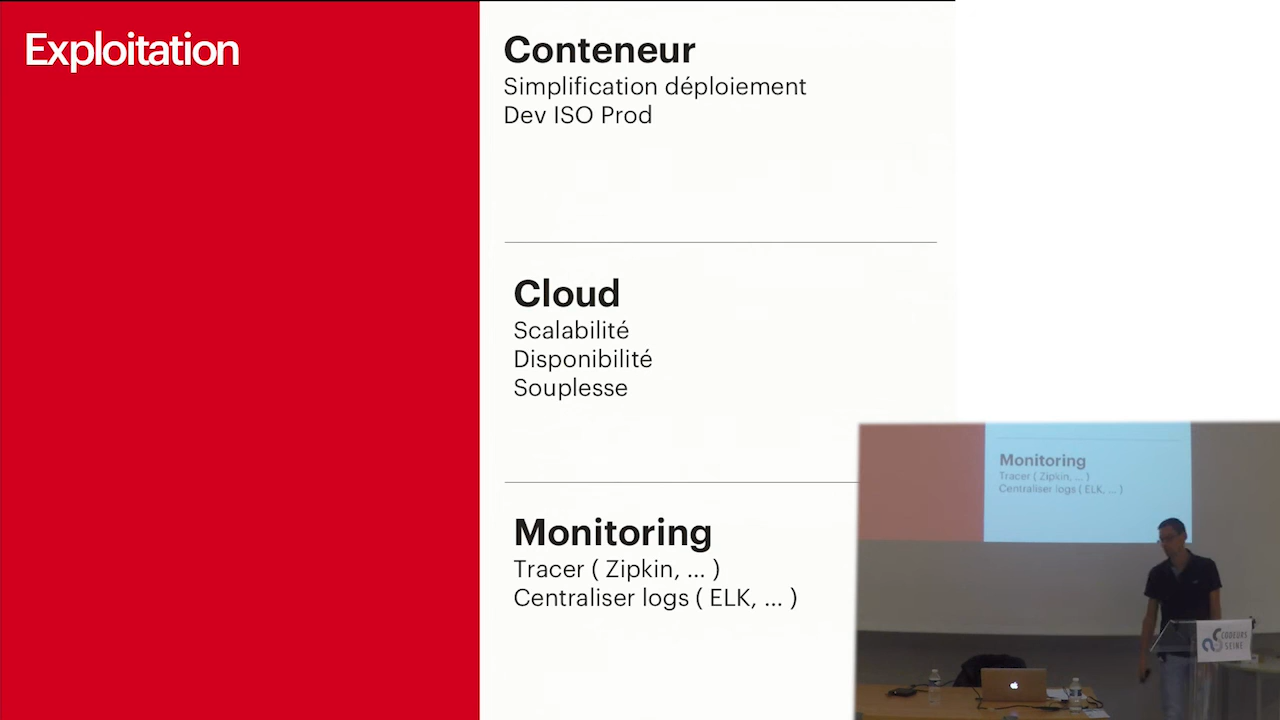 Exploitation
Conteneur
Simplification déploiement
Dev ISO Prod
Cloud
Scalabilité
Disponibilité
Souplesse
Monitoring
Tracer ( Zipkin, ... )
Centraliser logs ( ELK, ... )
Monitoring
Tracer ( Zipkin, ... )
Centraliser logs ( ELK, ... )
CODEURS
SEINE